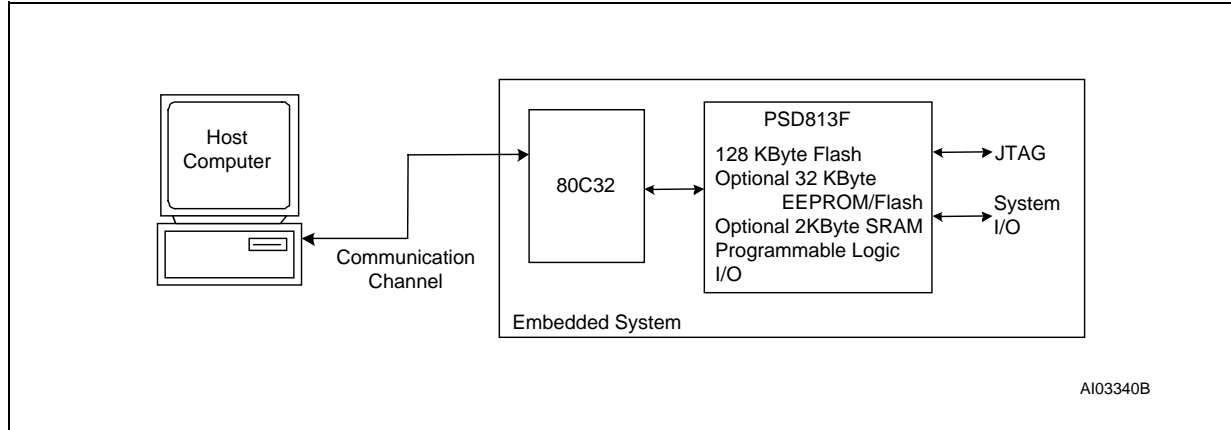 Host
Computer
Communication
Channel
80C32
PSD813F
128 KByte Flash
Optional 32 KByte
EEPROM/Flash
Optional 2KByte SRAM
Programmable Logic
I/O
JTAG
System
I/O
Embedded System
AI03340B